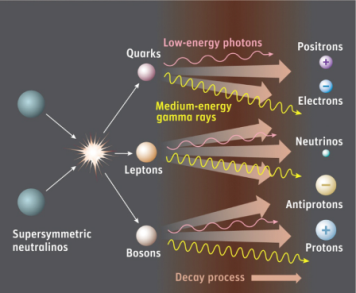 Low-energy photons
Positrons
Quarks
Electrons
Medium-energy
gamma rays
Neutrinos
Leptons
Antiprotons
Supersymmetric
neutralinos
Bosons
Protons
Decay process